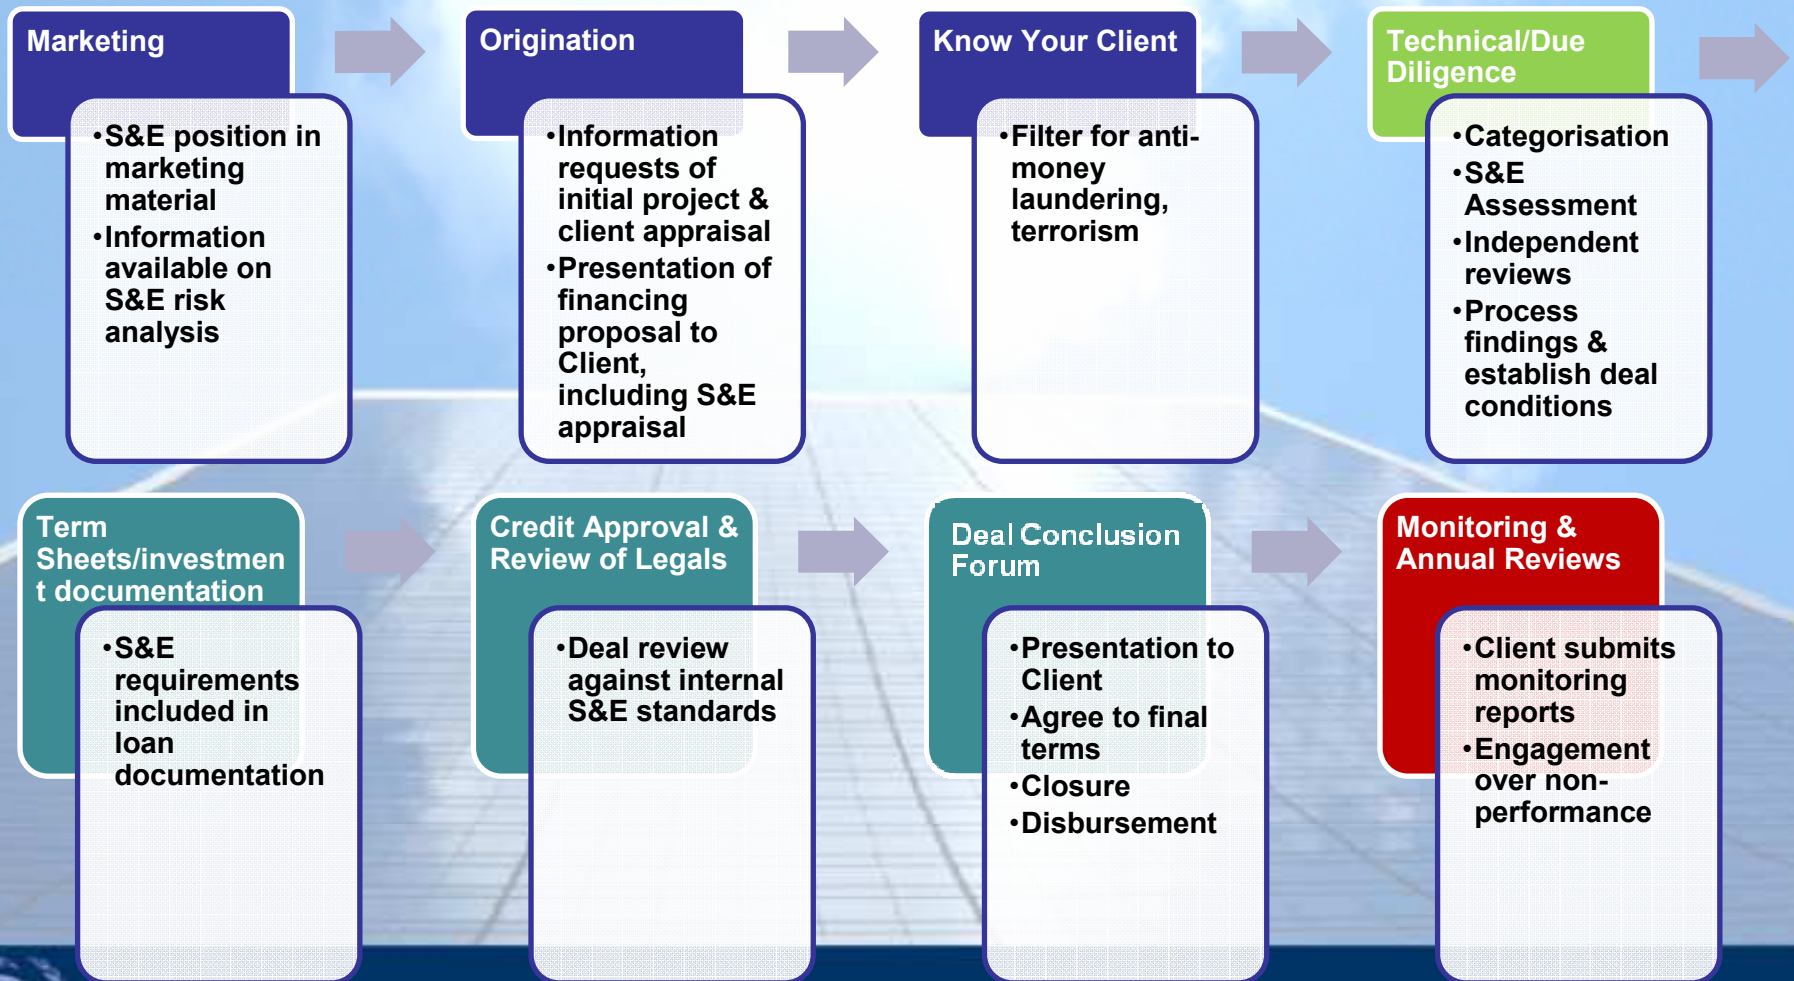 Marketing
•S&E position in
marketing
material
•Information
available on
S&E risk
analysis
Origination
•Information
requests of
initial project &
client appraisal
•Presentation of
financing
proposal to
Client,
including S&E
appraisal
Know Your Client
•Filter for anti-
money
laundering,
terrorism
Technical/Due
Diligence
•Categorisation
•S&E
Assessment
•Independent
reviews
•Process
findings &
establish deal
conditions
Term
Sheets/investmen
t documentation
•S&E
requirements
included in
loan
documentation
Credit Approval &
Review of Legals
•Deal review
against internal
S&E standards
Deal Conclusion
Forum
•Presentation to
Client
•Agree to final
terms
•Closure
•Disbursement
Monitoring &
Annual Reviews
•Client submits
monitoring
reports
•Engagement
over non-
performance